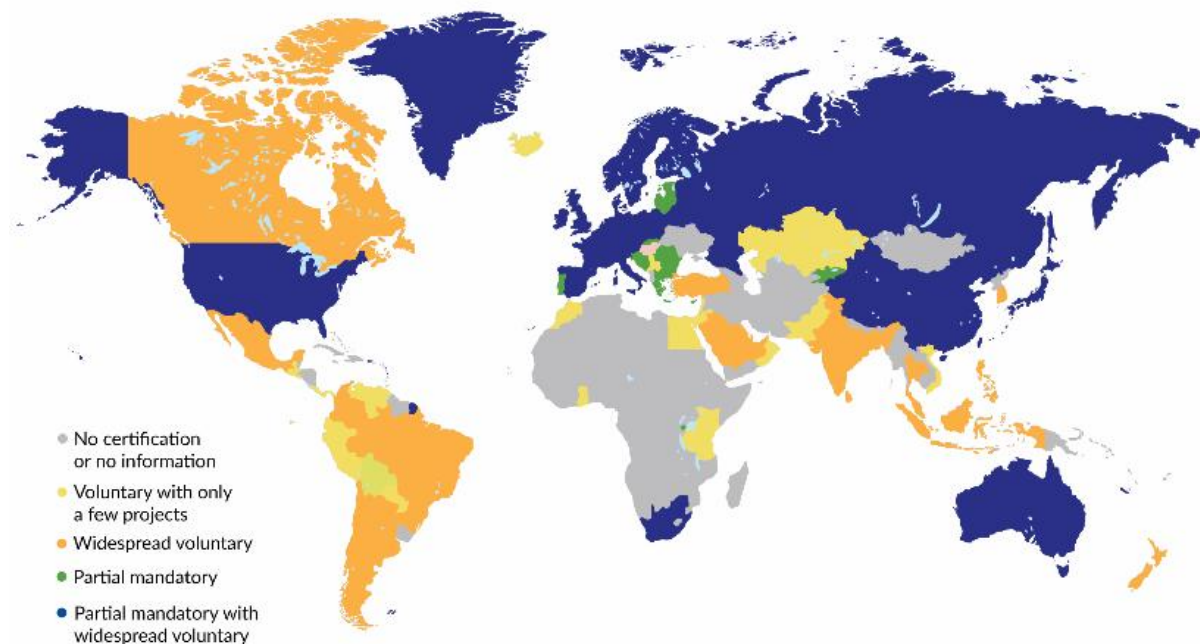 No certification
or no information
Voluntary with only
a few projects
Widespread voluntary
Partial mandatory
Partial mandatory with
widespread voluntary